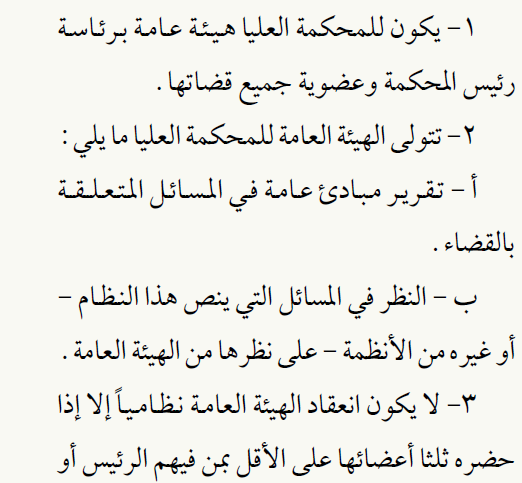 ١- يكون للمحكمة العليا هيئة عامة برئاسة
رئيس المحكمة وعضوية جميع قضاتها .
٢- تتولى الهيئة العامة للمحكمة العليا ما يلي :
أ - تقرير مبادئ عامة في المسائل المتعلقة
بالقضاء .
ب - النظر في المسائل التي ينص هذا النظام -
أو غيره من الأنظمة - على نظرها من الهيئة العامة .
٣- لا يكون انعقاد الهيئة العامة نظامياً إلا إذا
حضره ثلثا أعضائها على الأقل بمن فيهم الرئيس أو